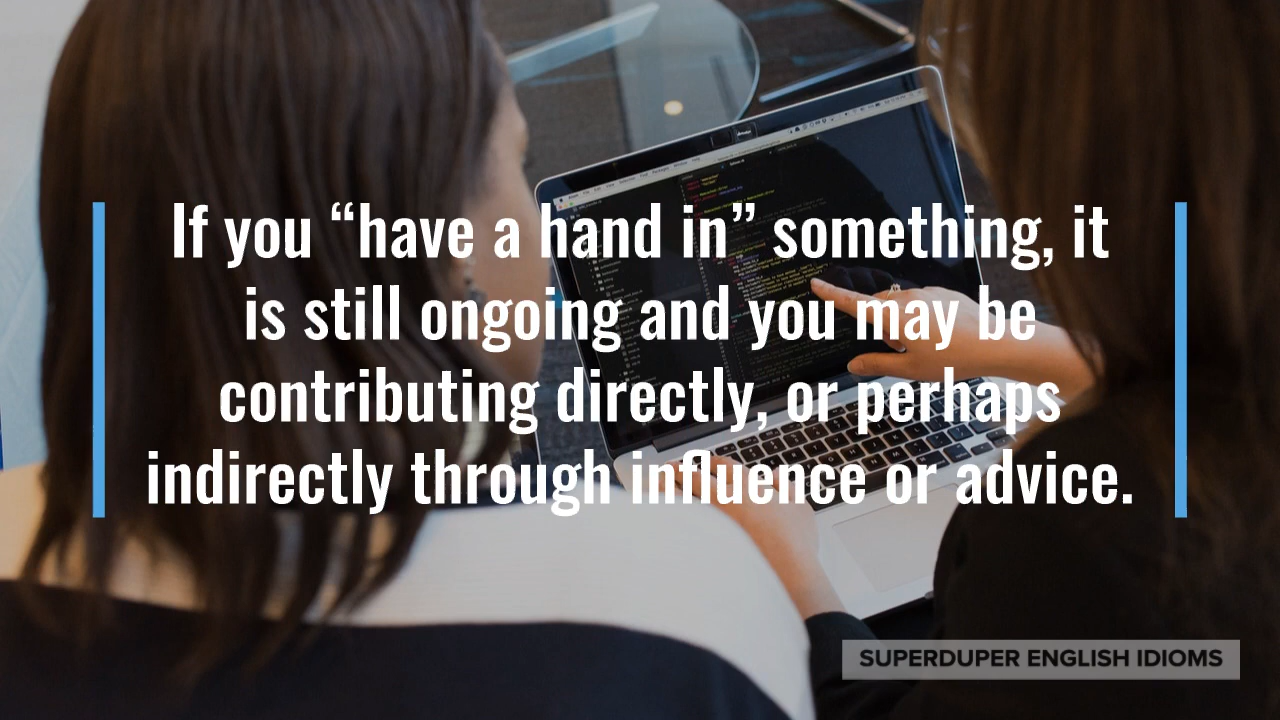 If you “have a hand in” something, it
is still ongoing and you may be
contributing directly, or perhaps
indirectly through influence or advice.
SUPERDUPER ENGLISH IDIOMS